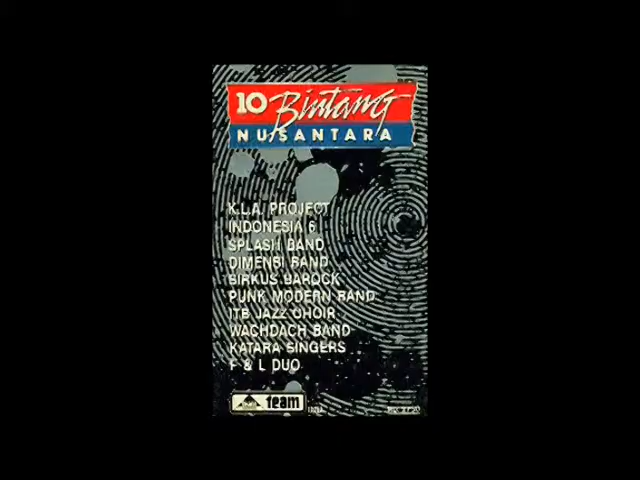 10 Bintang
NUSANTARA
K.L.A. PROJECT
INDONESIA 6
SPLASH BAND
DIMENSI BAND
SIRKUS BAROCK
PUNK MODERN BAND
ITB JAZZ CHOIR
WACHDACH BAND
KATARA SINGERS
F & L DUO
team